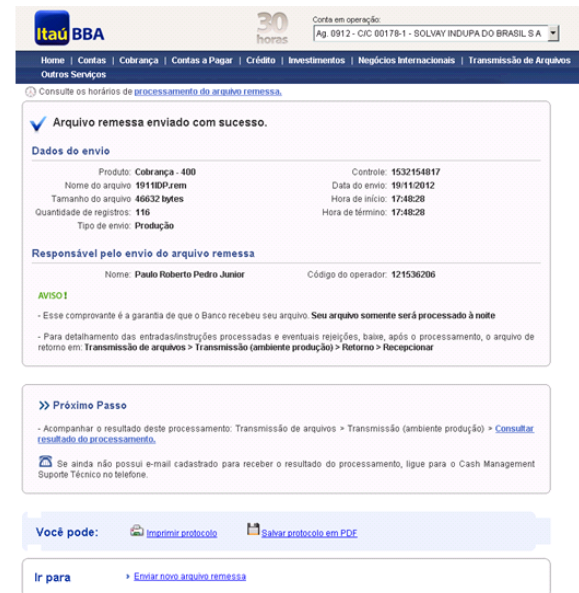 Itaú BBA
30
horas
Conta em operação:
Ag. 0912 - C/C 00178-1 - SOLVAY INDUPA DO BRASIL S A
Home | Contas | Cobrança | Contas a Pagar | Crédito | Investimentos | Negócios Internacionais | Transmissão de Arquivos
Outros Serviços
Consulte os horários de processamento do arquivo remessa.
Arquivo remessa enviado com sucesso.
Dados do envio
Produto: Cobrança - 400 Controle: 1532154817
Nome do arquivo 1911IDP.rem Data do envio: 19/11/2012
Tamanho do arquivo 46632 bytes Hora de início: 17:48:28
Quantidade de registros: 116 Hora de término: 17:48:28
Tipo de envio: Produção
Responsável pelo envio do arquivo remessa
Nome: Paulo Roberto Pedro Junior Código do operador: 121536206
AVISO!
- Esse comprovante é a garantia de que o Banco recebeu seu arquivo. Seu arquivo somente será processado à noite
- Para detalhamento das entradas/instruções processadas e eventuais rejeições, baixe, após o processamento, o arquivo de
retorno em: Transmissão de arquivos > Transmissão (ambiente produção) > Retorno > Recepcionar
>> Próximo Passo
- Acompanhar o resultado deste processamento: Transmissão de arquivos > Transmissão (ambiente produção) > Consultar
resultado do processamento.
Se ainda não possui e-mail cadastrado para receber o resultado do processamento, ligue para o Cash Management
Suporte Técnico no telefone.
Você pode: Imprimir protocolo Salvar protocolo em PDF
Ir para Enviar novo arquivo remessa